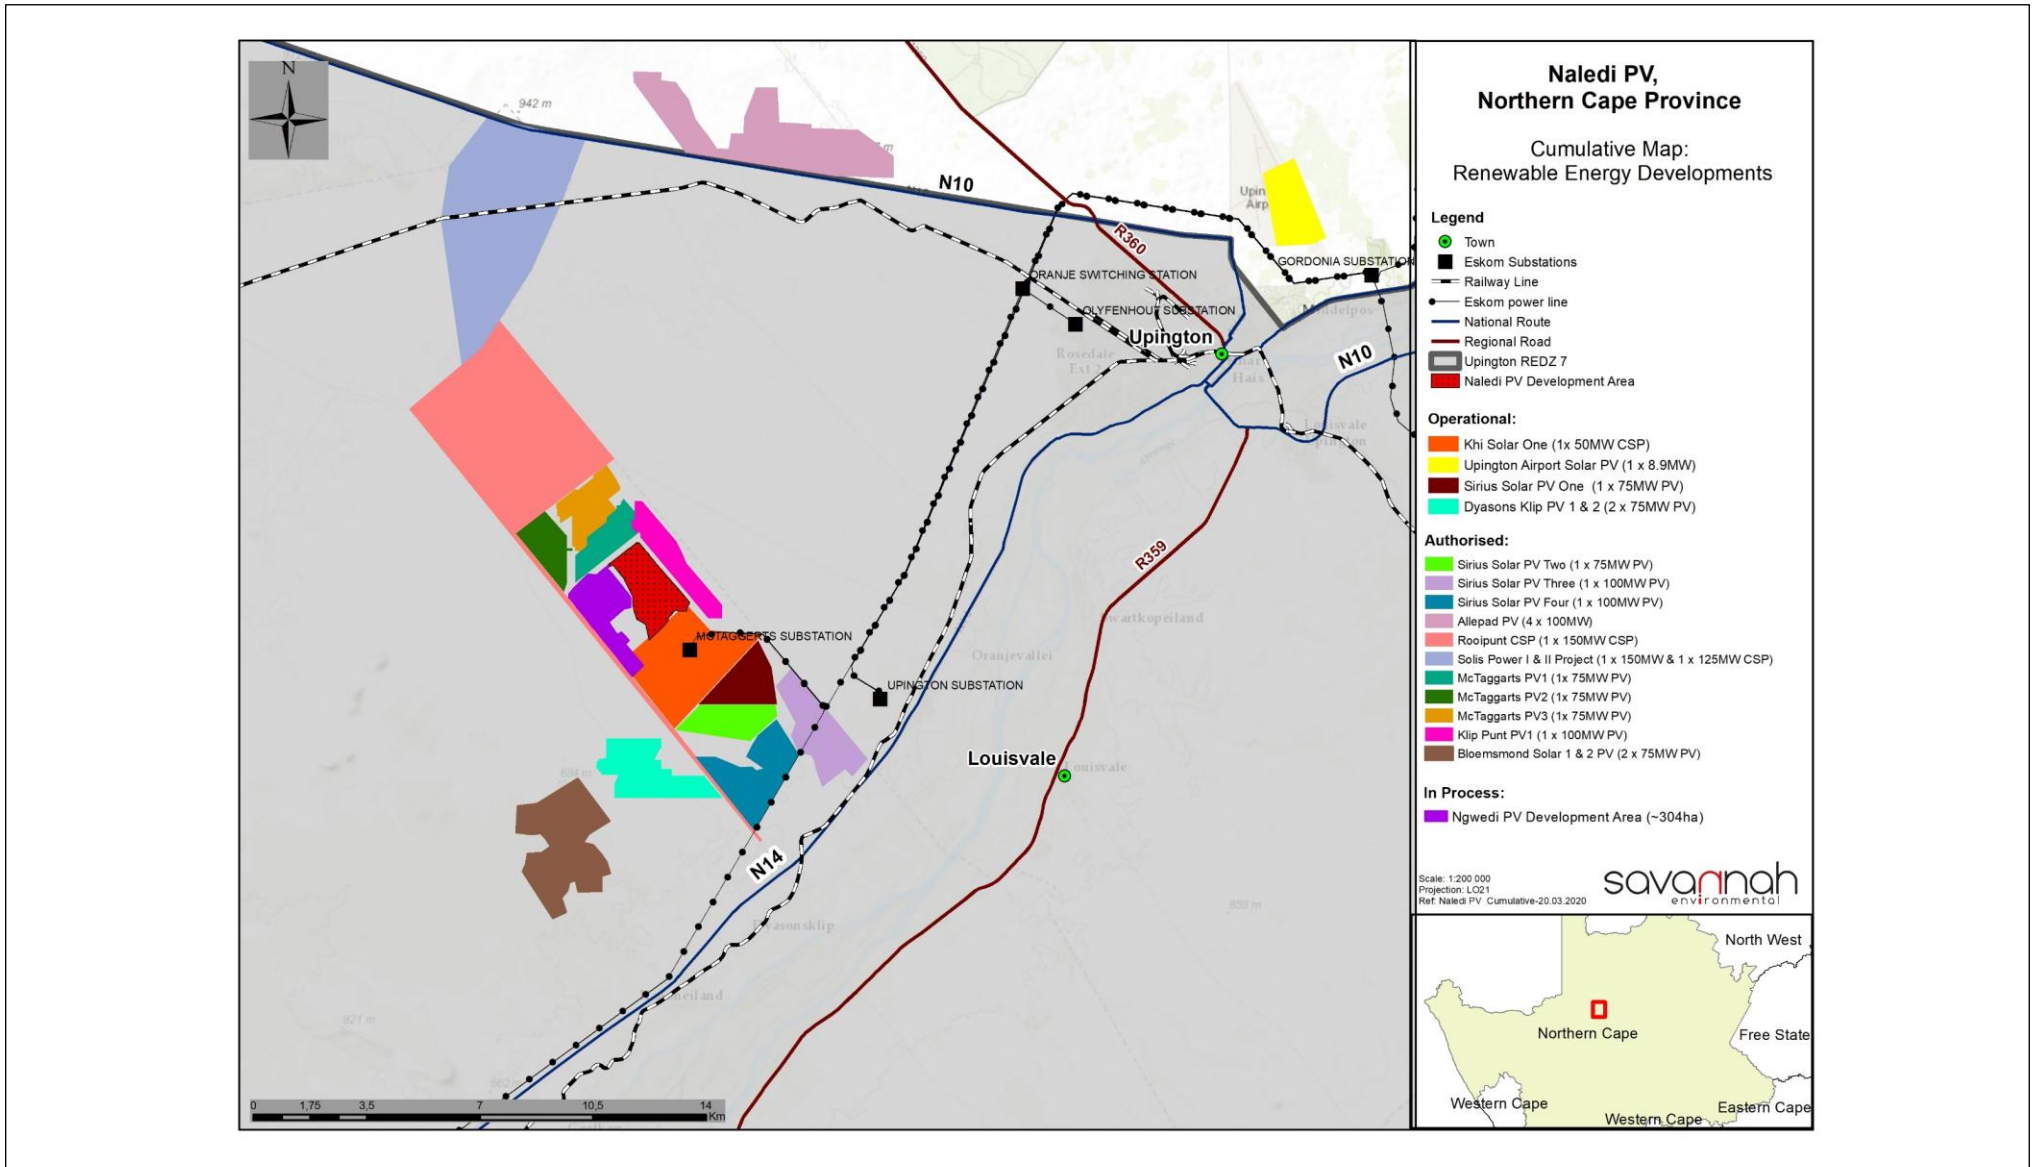 N
942 m
N10
R360
ORANJE SWITCHING STATION
OLYFENHOUT SUBSTATION
GORDONIA SUBSTATION
Upington
Rosedale
N10
MCTAGGERTS SUBSTATION
UPINGTON SUBSTATION
R359
Oranjevallei
Louisvale
Louisvale
N14
859 m
921 m
0 1,75 3,5 7 10,5 14
Km
Naledi PV,
Northern Cape Province
Cumulative Map:
Renewable Energy Developments
Legend
Town
Eskom Substations
Railway Line
Eskom power line
National Route
Regional Road
Upington REDZ 7
Naledi PV Development Area
Operational:
Khi Solar One (1x 50MW CSP)
Upington Airport Solar PV (1 x 8.9MW)
Sirius Solar PV One (1 x 75MW PV)
Dyasons Klip PV 1 & 2 (2 x 75MW PV)
Authorised:
Sirius Solar PV Two (1 x 75MW PV)
Sirius Solar PV Three (1 x 100MW PV)
Sirius Solar PV Four (1 x 100MW PV)
Allepad PV (4 x 100MW)
Rooipunt CSP (1 x 150MW CSP)
Solis Power I & II Project (1 x 150MW & 1 x 125MW CSP)
McTaggarts PV1 (1x 75MW PV)
McTaggarts PV2 (1x 75MW PV)
McTaggarts PV3 (1x 75MW PV)
Klip Punt PV1 (1 x 100MW PV)
Bloemsmond Solar 1 & 2 PV (2 x 75MW PV)
In Process:
Ngwedi PV Development Area (~304ha)
Scale: 1:200 000
Projection: LO21
Ref: Naledi PV Cumulative-20.03.2020
savannah
environmental
North West
Northern Cape
Free State
Western Cape
Western Cape
Eastern Cape